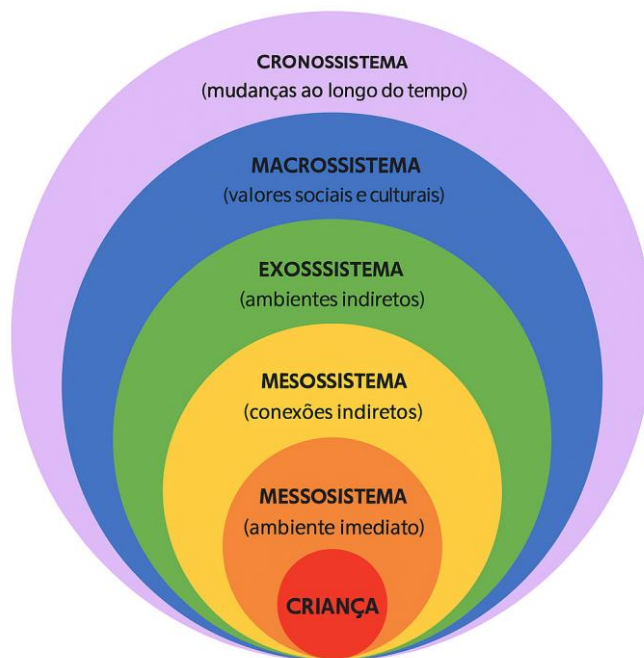 CRONOSSISTEMA
(mudanças ao longo do tempo)
MACROSSISTEMA
(valores sociais e culturais)
EXOSSSISTEMA
(ambientes indiretos)
MESOSSISTEMA
(conexões indiretos)
MESSOSISTEMA
(ambiente imediato)
CRIANÇA